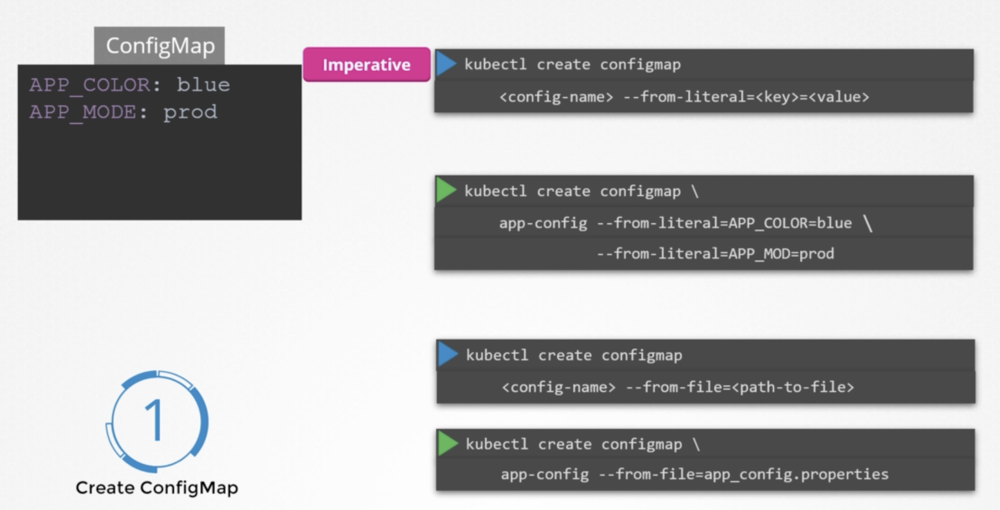 ConfigMap
APP_COLOR: blue
APP_MODE: prod
Imperative
kubectl create configmap
<config-name> --from-literal=<key>=<value>
kubectl create configmap \
app-config --from-literal=APP_COLOR=blue \
--from-literal=APP_MOD=prod
kubectl create configmap
<config-name> --from-file=<path-to-file>
kubectl create configmap \
app-config --from-file=app_config.properties
1
Create ConfigMap